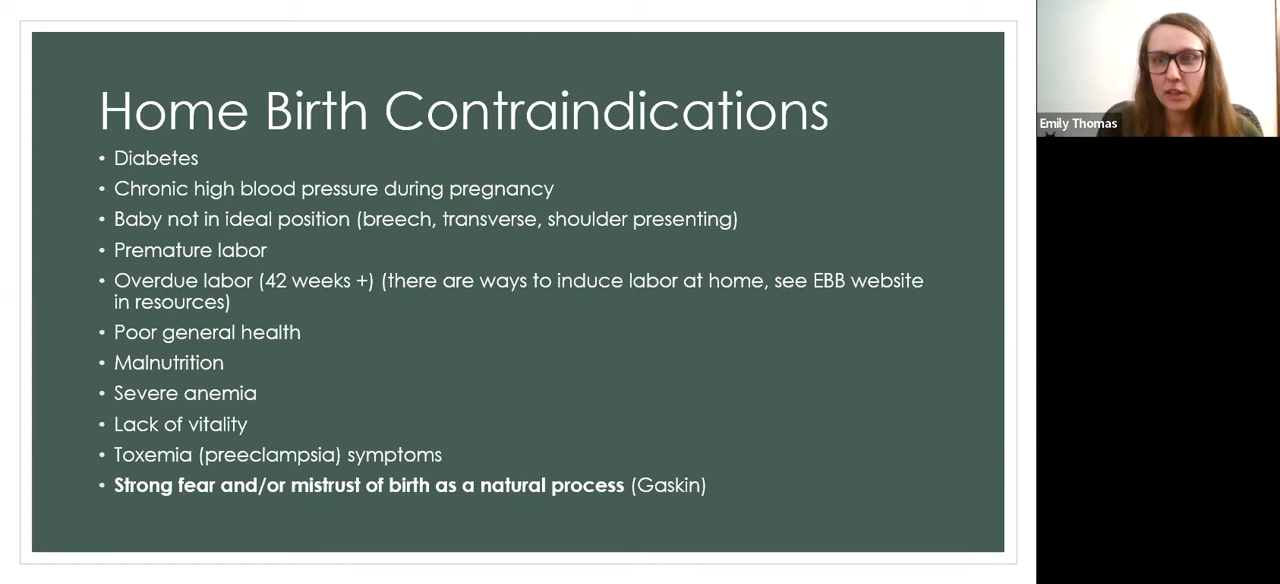 Home Birth Contraindications
• Diabetes
• Chronic high blood pressure during pregnancy
• Baby not in ideal position (breech, transverse, shoulder presenting)
• Premature labor
• Overdue labor (42 weeks +) (there are ways to induce labor at home, see EBB website
in resources)
• Poor general health
• Malnutrition
• Severe anemia
• Lack of vitality
• Toxemia (preeclampsia) symptoms
• Strong fear and/or mistrust of birth as a natural process (Gaskin)
Emily Thomas